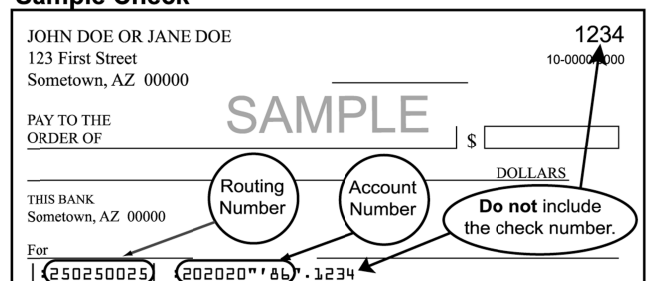 Sample Check
JOHN DOE OR JANE DOE
1234
123 First Street
10-0000/0000
Sometown, AZ 00000
SAMPLE
PAY TO THE
ORDER OF
$
DOLLARS
Routing
Number
Account
Number
Do not include
the check number.
THIS BANK
Sometown, AZ 00000
For
250250025 202020"'86".1234